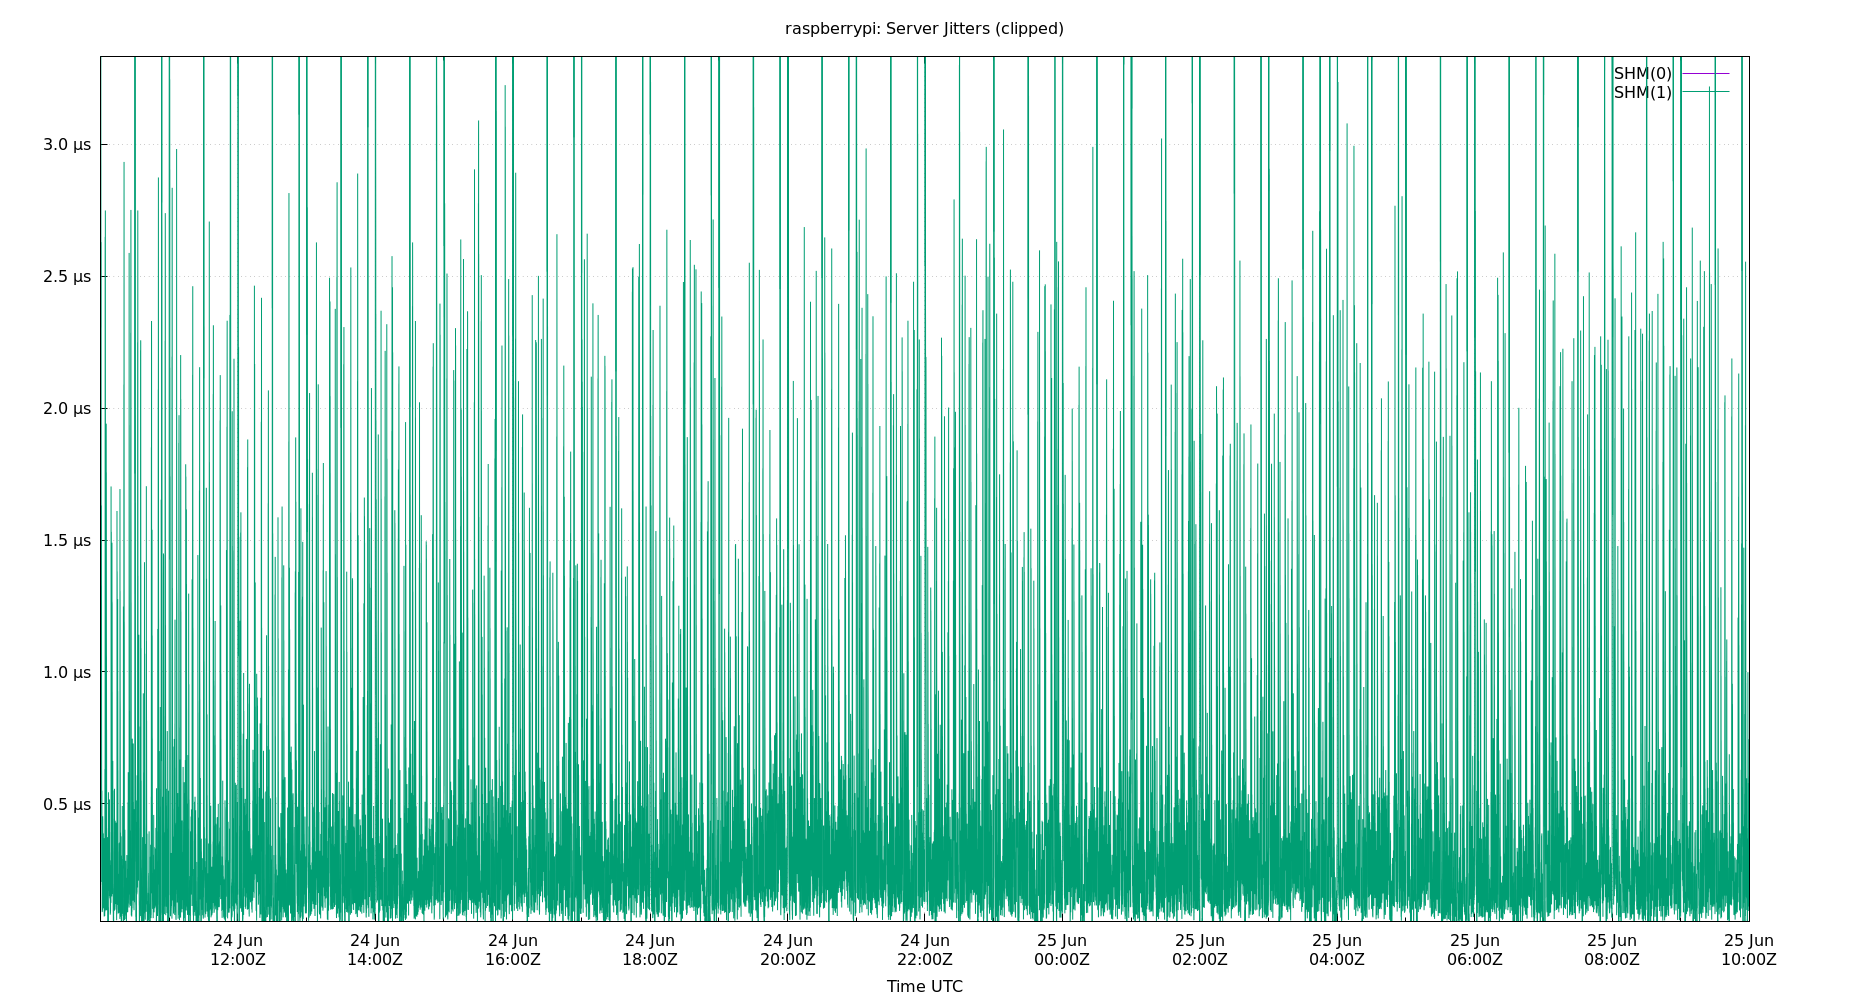 raspberrypi: Server Jitters (clipped)
SHM(0)
SHM(1)
3.0 µs
2.5 µs
2.0 µs
1.5 µs
1.0 µs
0.5 µs
24 Jun 24 Jun 24 Jun 24 Jun 24 Jun 24 Jun 25 Jun 25 Jun 25 Jun 25 Jun 25 Jun 25 Jun
12:00Z 14:00Z 16:00Z 18:00Z 20:00Z 22:00Z 00:00Z 02:00Z 04:00Z 06:00Z 08:00Z 10:00Z
Time UTC